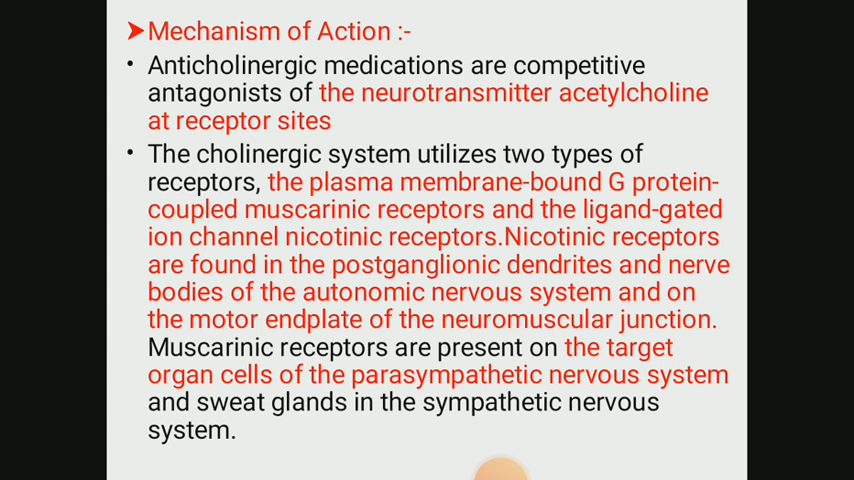 ➤Mechanism of Action :-
• Anticholinergic medications are competitive
antagonists of the neurotransmitter acetylcholine
at receptor sites
• The cholinergic system utilizes two types of
receptors, the plasma membrane-bound G protein-
coupled muscarinic receptors and the ligand-gated
ion channel nicotinic receptors.Nicotinic receptors
are found in the postganglionic dendrites and nerve
bodies of the autonomic nervous system and on
the motor endplate of the neuromuscular junction.
Muscarinic receptors are present on the target
organ cells of the parasympathetic nervous system
and sweat glands in the sympathetic nervous
system.